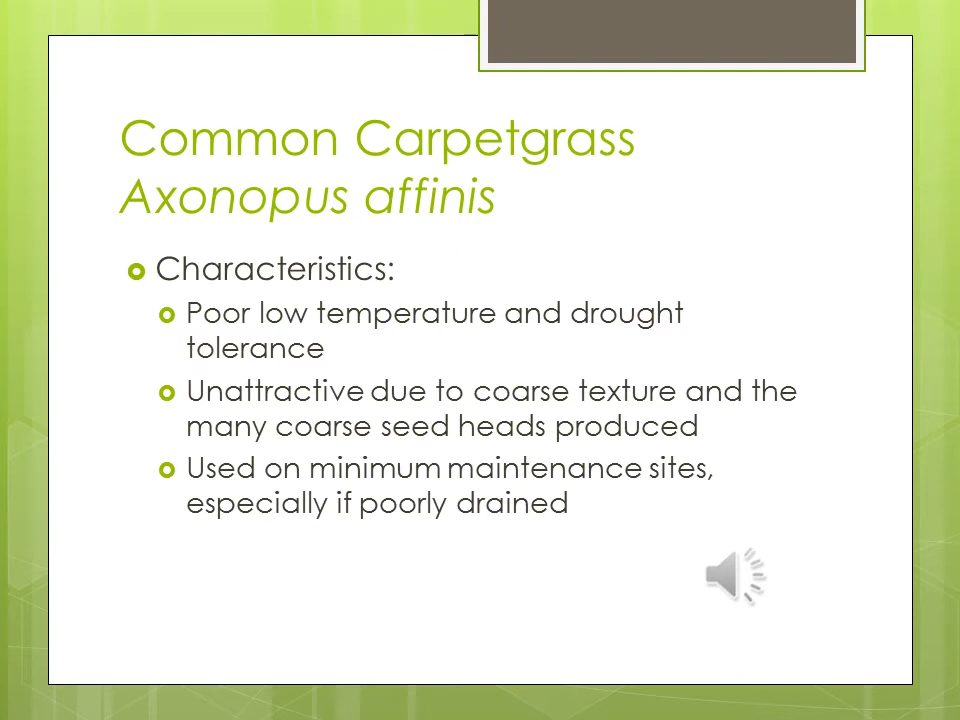 Common Carpetgrass
Axonopus affinis
Characteristics:
Poor low temperature and drought
tolerance
Unattractive due to coarse texture and the
many coarse seed heads produced
Used on minimum maintenance sites,
especially if poorly drained